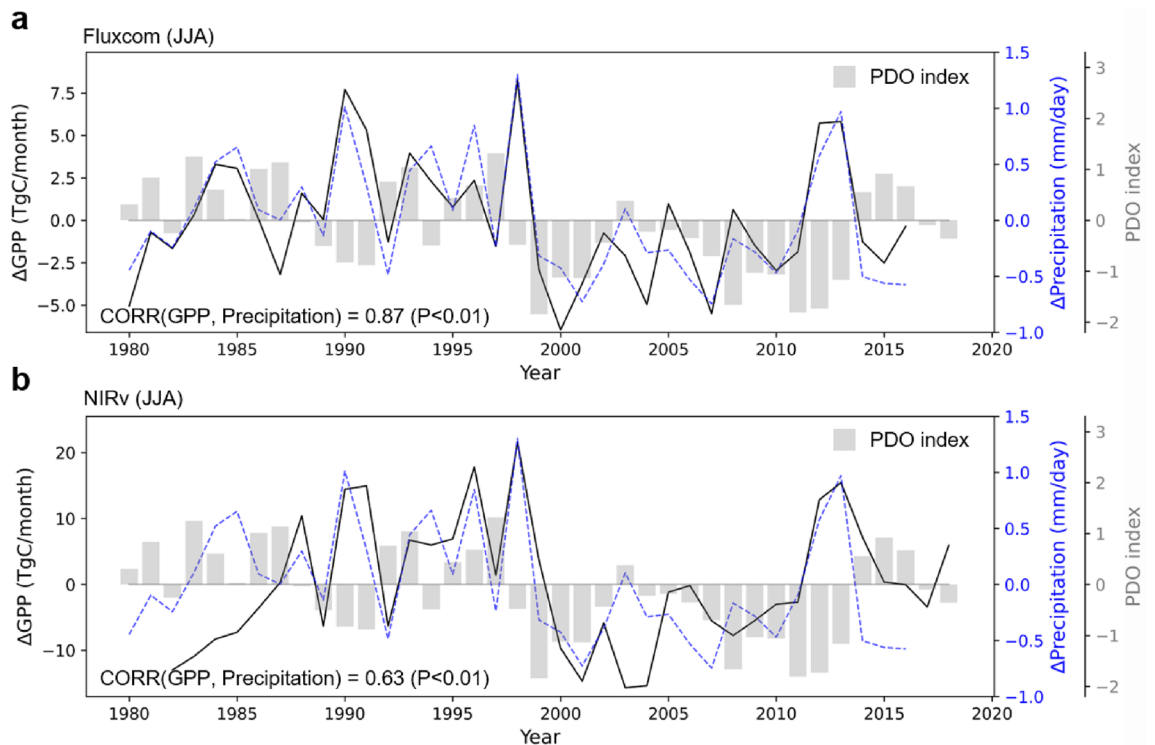 a
Fluxcom (JJA)
PDO index
ΔGPP (TgC/month)
7.5
5.0
2.5
0.0
−2.5
−5.0
1.5
1.0
0.5
0.0
−0.5
−1.0
ΔPrecipitation (mm/day)
3
2
1
0
−1
−2
PDO index
CORR(GPP, Precipitation) = 0.87 (P<0.01)
1980 1985 1990 1995 2000 2005 2010 2015 2020
Year
b
NIRv (JJA)
PDO index
ΔGPP (TgC/month)
20
10
0
−10
1.5
1.0
0.5
0.0
−0.5
−1.0
ΔPrecipitation (mm/day)
3
2
1
0
−1
−2
PDO index
CORR(GPP, Precipitation) = 0.63 (P<0.01)
1980 1985 1990 1995 2000 2005 2010 2015 2020
Year